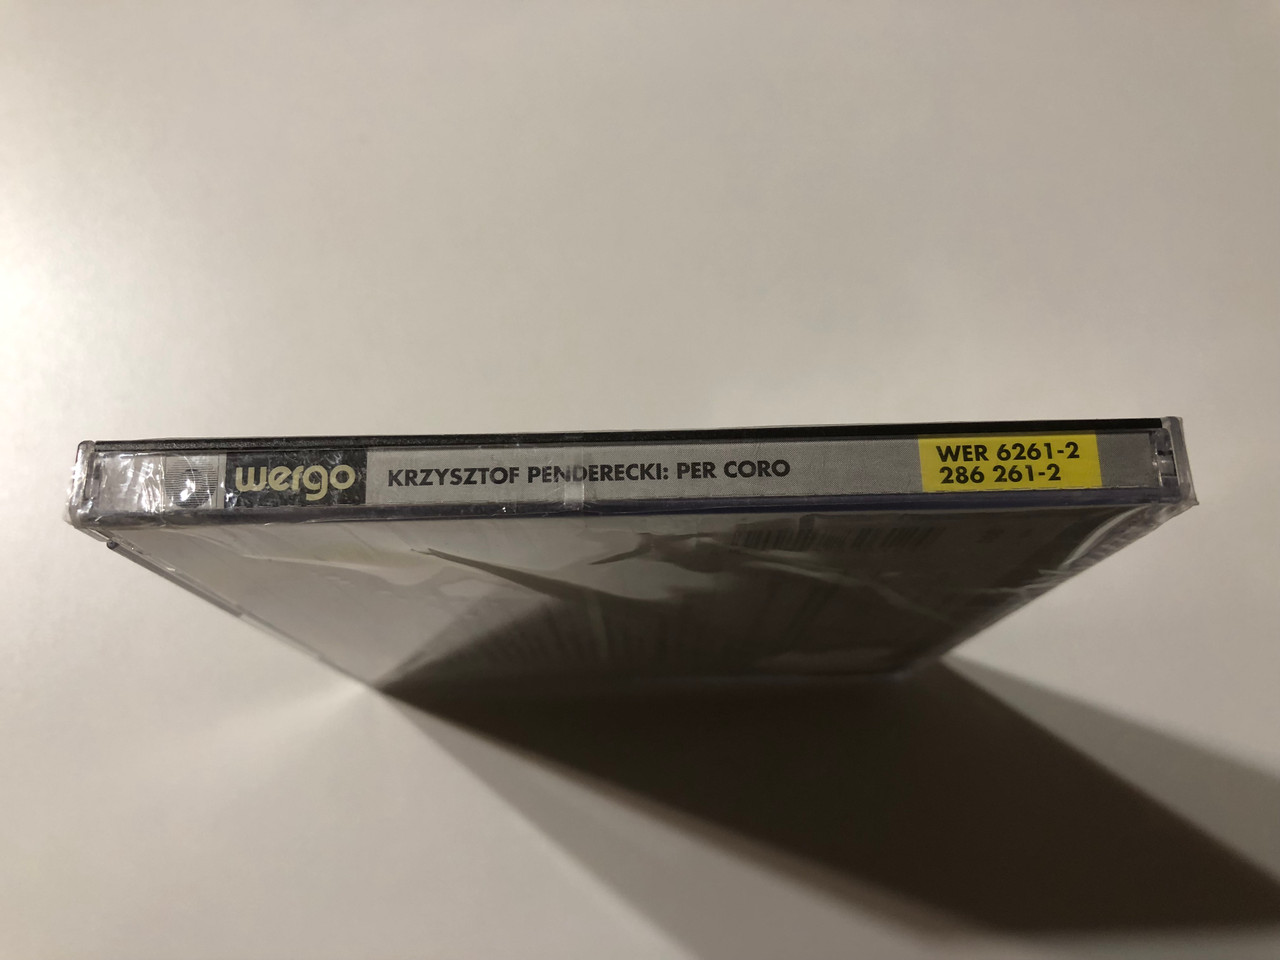 wergo
KRZYSZTOF PENDERECKI: PER CORO
WER 6261-2
286 261-2